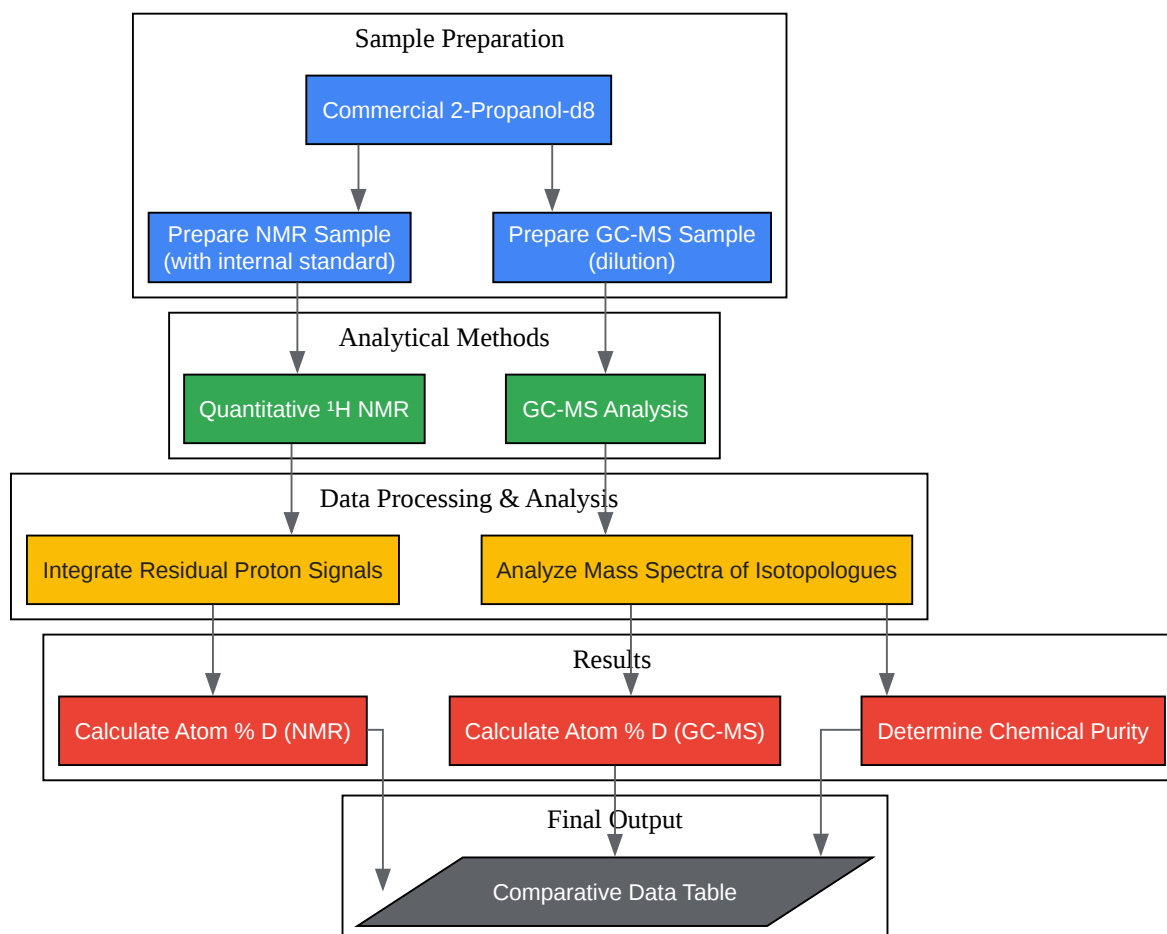 Sample Preparation
Commercial 2-Propanol-d8
Prepare NMR Sample
(with internal standard)
Prepare GC-MS Sample
(dilution)
Analytical Methods
Quantitative ¹H NMR
GC-MS Analysis
Data Processing & Analysis
Integrate Residual Proton Signals
Analyze Mass Spectra of Isotopologues
Results
Calculate Atom % D (NMR)
Calculate Atom % D (GC-MS)
Determine Chemical Purity
Final Output
Comparative Data Table